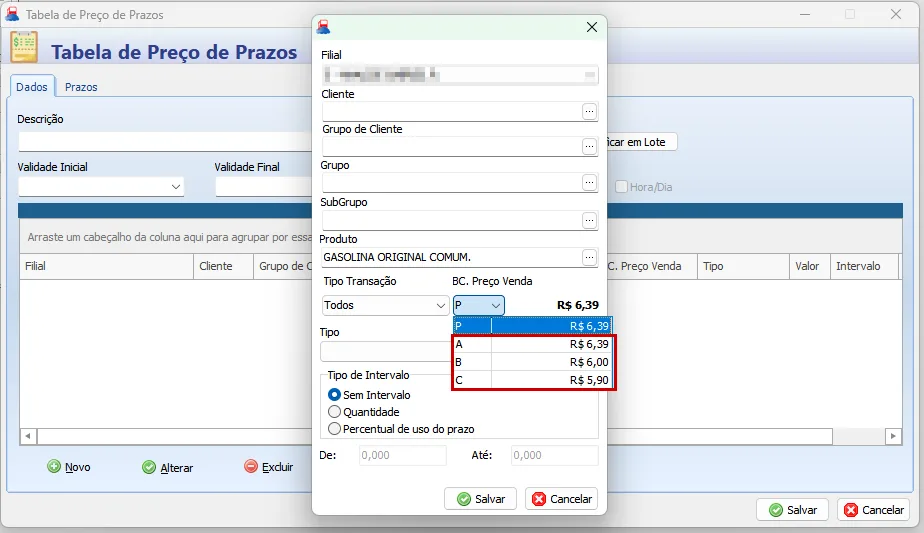 Tabela de Preço de Prazos
Tabela de Preço de Prazos
Dados Prazos
Descrição
ficar em Lote
Validade Inicial Validade Final
Hora/Dia
Arraste um cabeçalho da coluna aqui para agrupar por essa
Filial Cliente Grupo de C C. Preço Venda Tipo Valor Intervalo
Novo Alterar Excluir
Salvar Cancelar
Filial
Cliente
...
Grupo de Cliente
...
Grupo
...
SubGrupo
...
Produto
GASOLINA ORIGINAL COMUM. ...
Tipo Transação BC. Preço Venda
Todos P R$ 6,39
P R$ 6,39
A R$ 6,39
B R$ 6,00
C R$ 5,90
Tipo
Tipo de Intervalo
Sem Intervalo
Quantidade
Percentual de uso do prazo
De: 0,000 Até: 0,000
Salvar Cancelar